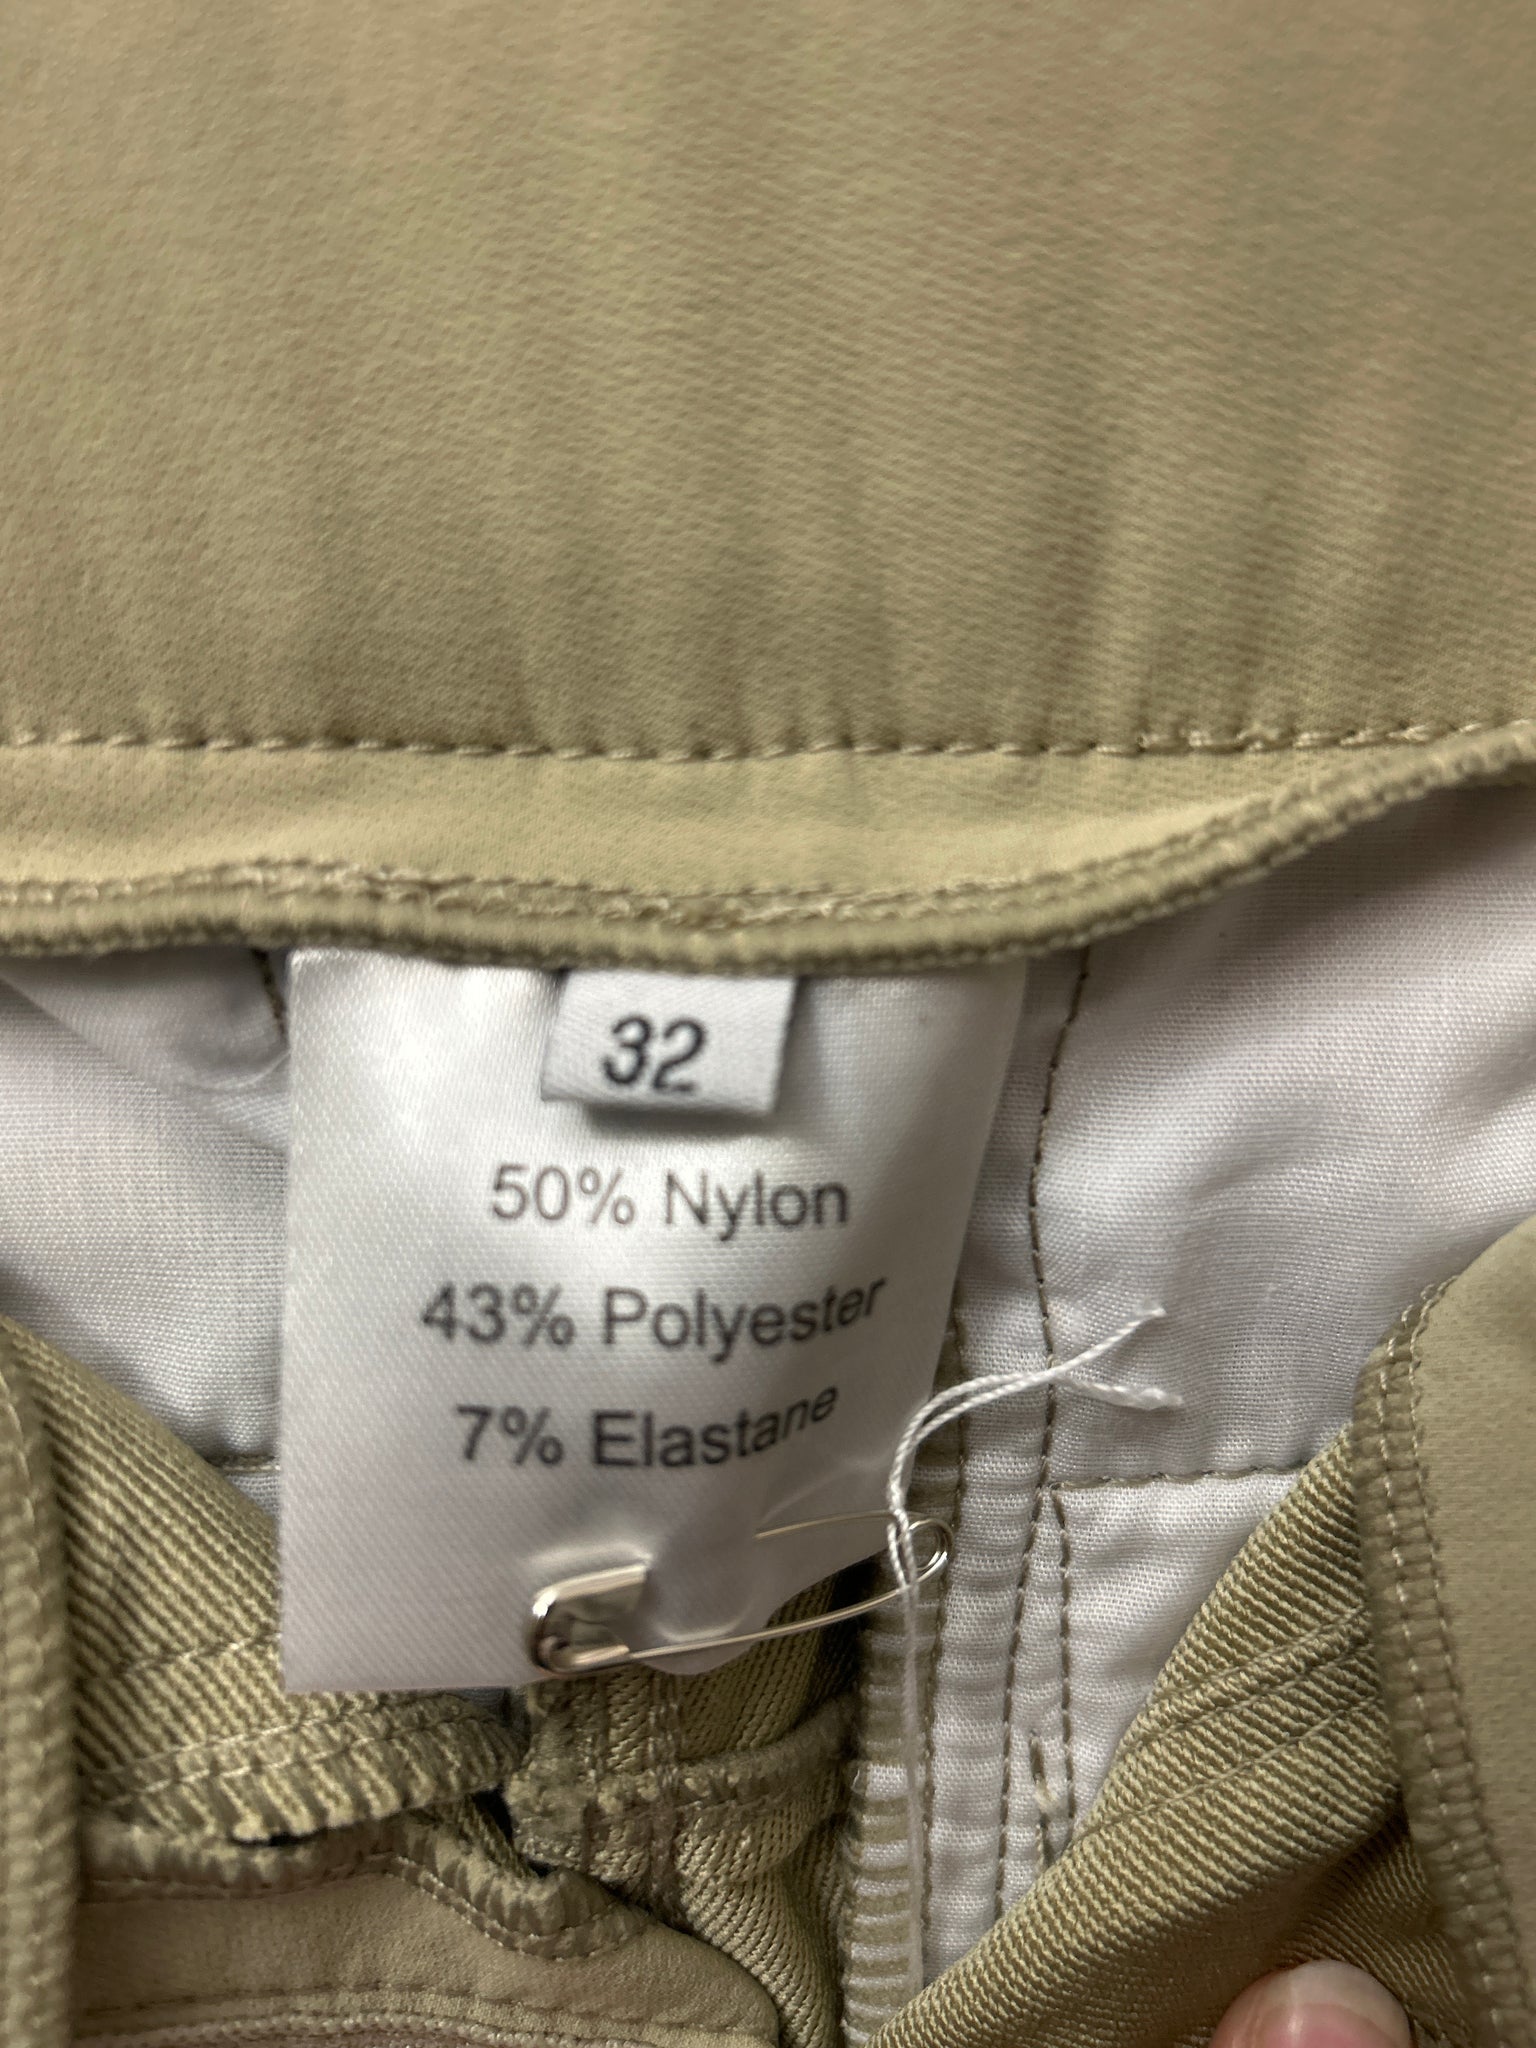 32
50% Nylon
43% Polyester
7% Elastane